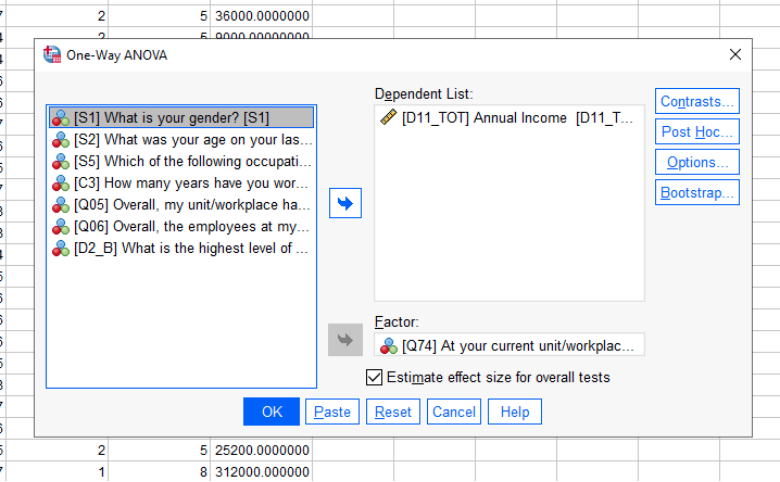 2 5 36000.0000000
2 6 9000.0000000
One-Way ANOVA
Dependent List:
[S1] What is your gender? [S1]
[S2] What was your age on your las...
[S5] Which of the following occupati...
[C3] How many years have you wor...
[Q05] Overall, my unit/workplace ha...
[Q06] Overall, the employees at my...
[D2_B] What is the highest level of ...
[D11_TOT] Annual Income [D11_T...
Contrasts...
Post Hoc...
Options...
Bootstrap...
Factor:
[Q74] At your current unit/workplac...
Estimate effect size for overall tests
OK Paste Reset Cancel Help
2 5 25200.0000000
1 8 312000.000000